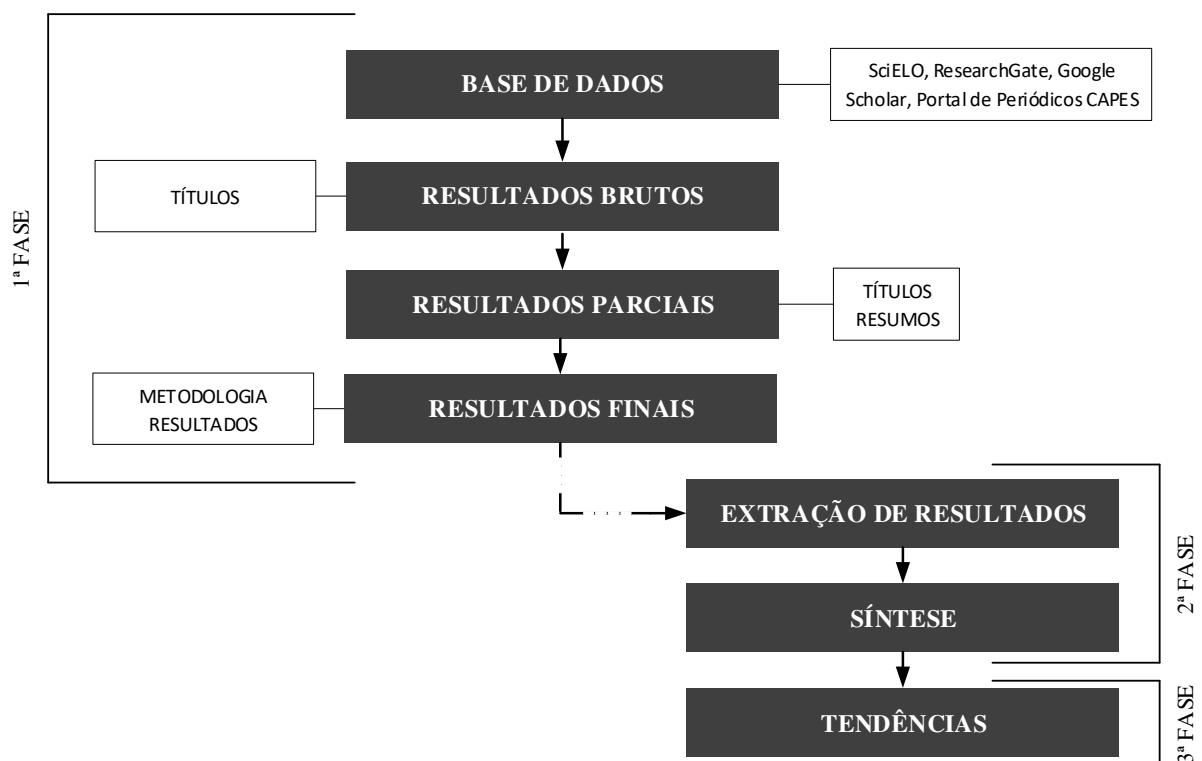 BASE DE DADOS
SciELO, ResearchGate, Google
Scholar, Portal de Periódicos CAPES
TÍTULOS
RESULTADOS BRUTOS
1ª FASE
RESULTADOS PARCIAIS
TÍTULOS
RESUMOS
METODOLOGIA
RESULTADOS
RESULTADOS FINAIS
EXTRAÇÃO DE RESULTADOS
2ª FASE
SÍNTESE
TENDÊNCIAS
3ª FASE